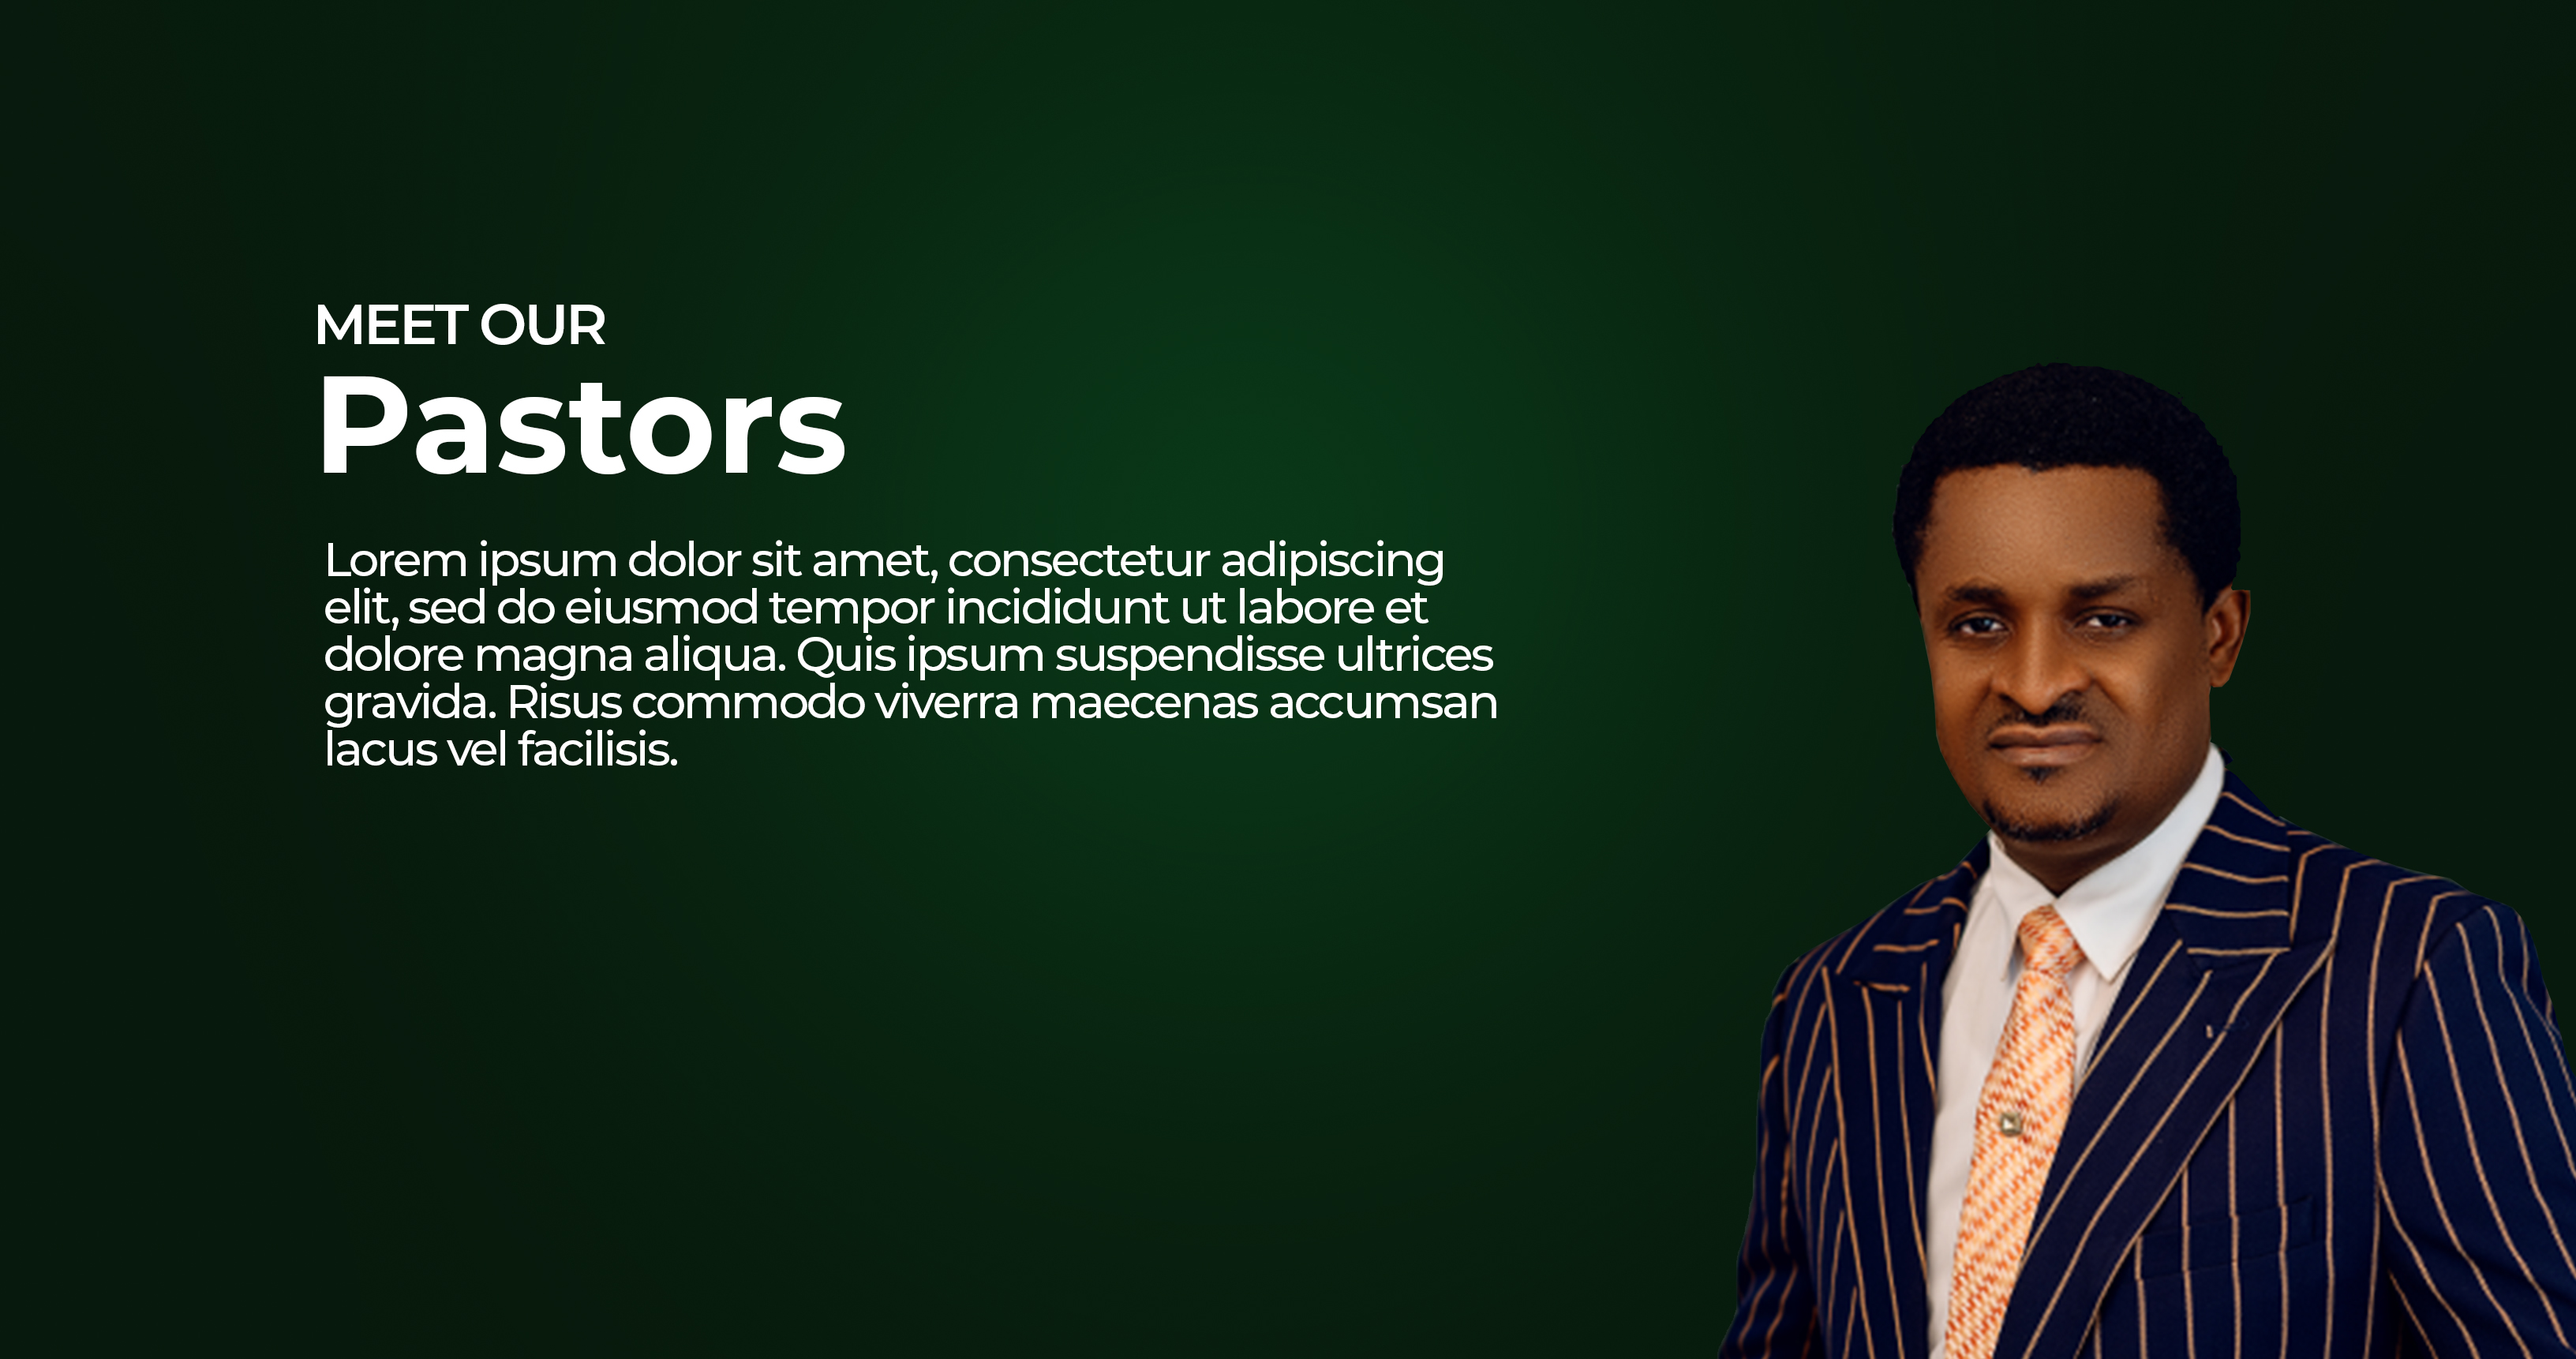 MEET OUR
Pastors
Lorem ipsum dolor sit amet, consectetur adipiscing
elit, sed do eiusmod tempor incididunt ut labore et
dolore magna aliqua. Quis ipsum suspendisse ultrices
gravida. Risus commodo viverra maecenas accumsan
lacus vel facilisis.